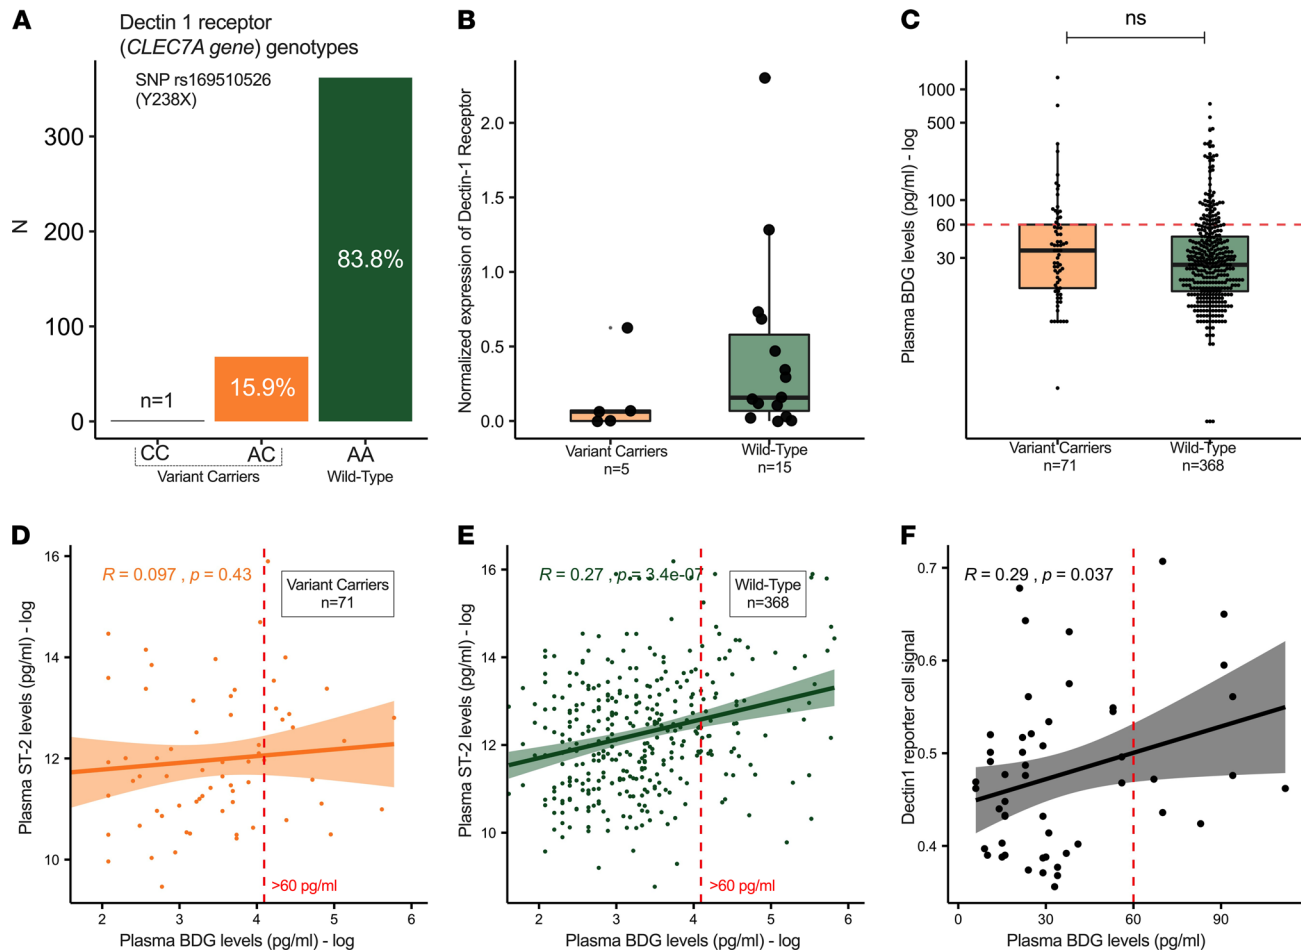 A
Dectin 1 receptor
(CLEC7A gene) genotypes
SNP rs169510526
(Y238X)
N
300
200
100
0
n=1
15.9%
83.8%
CC
AC
AA
Variant Carriers
Wild-Type
B
Normalized expression of Dectin-1 Receptor
2.0
1.5
1.0
0.5
0.0
Variant Carriers
n=5
Wild-Type
n=15
C
ns
Plasma BDG levels (pg/ml) - log
1000
500
100
60
30
Variant Carriers
n=71
Wild-Type
n=368
D
Plasma ST-2 levels (pg/ml) - log
16
14
12
10
R = 0.097 , p = 0.43
Variant Carriers
n=71
>60 pg/ml
2
3
4
5
6
Plasma BDG levels (pg/ml) - log
E
Plasma ST-2 levels (pg/ml) - log
16
14
12
10
R = 0.27 , p = 3.4e-07
Wild-Type
n=368
>60 pg/ml
2
3
4
5
6
Plasma BDG levels (pg/ml) - log
F
Dectin1 reporter cell signal
0.7
0.6
0.5
0.4
R = 0.29 , p = 0.037
0
30
60
90
Plasma BDG levels (pg/ml)